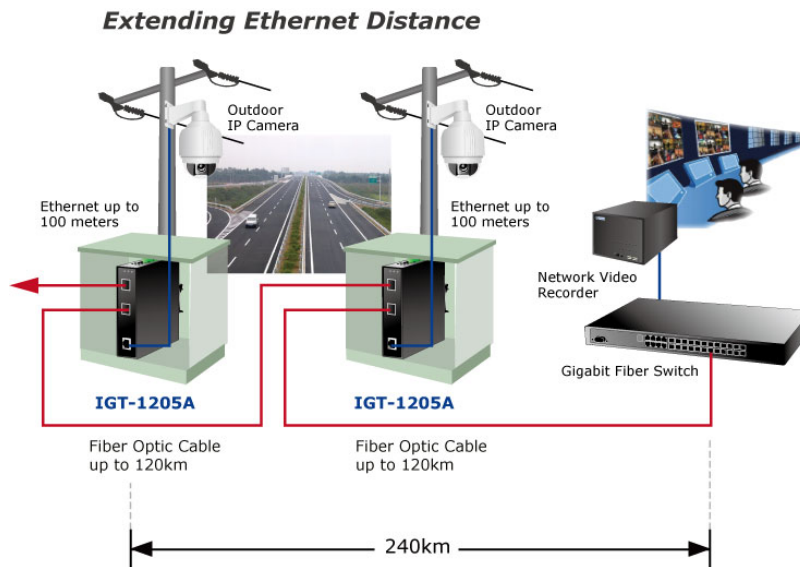 Extending Ethernet Distance
Outdoor
IP Camera
Outdoor
IP Camera
Ethernet up to
100 meters
Ethernet up to
100 meters
Network Video
Recorder
Gigabit Fiber Switch
IGT-1205A
IGT-1205A
Fiber Optic Cable
up to 120km
Fiber Optic Cable
up to 120km
240km